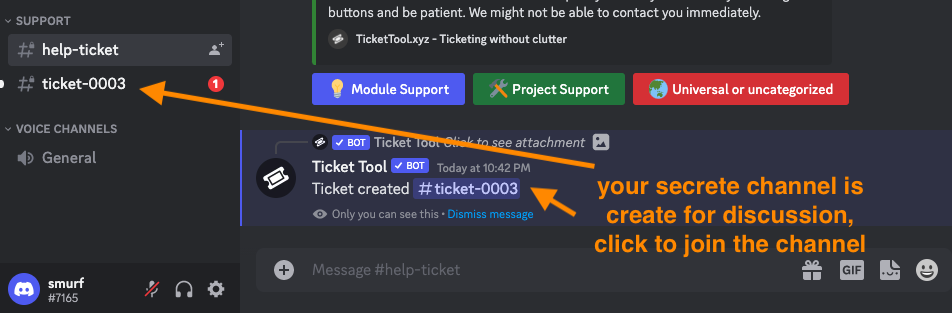 SUPPORT
help-ticket
ticket-0003
1
VOICE CHANNELS
General
smurf
#7165
buttons and be patient. We might not be able to contact you immediately.
TicketTool.xyz - Ticketing without clutter
Module Support
Project Support
Universal or uncategorized
BOT Ticket Tool Click to see attachment
Ticket Tool BOT Today at 10:42 PM
Ticket created #ticket-0003
Only you can see this • Dismiss message
your secrete channel is
create for discussion,
click to join the channel
Message #help-ticket
GIF